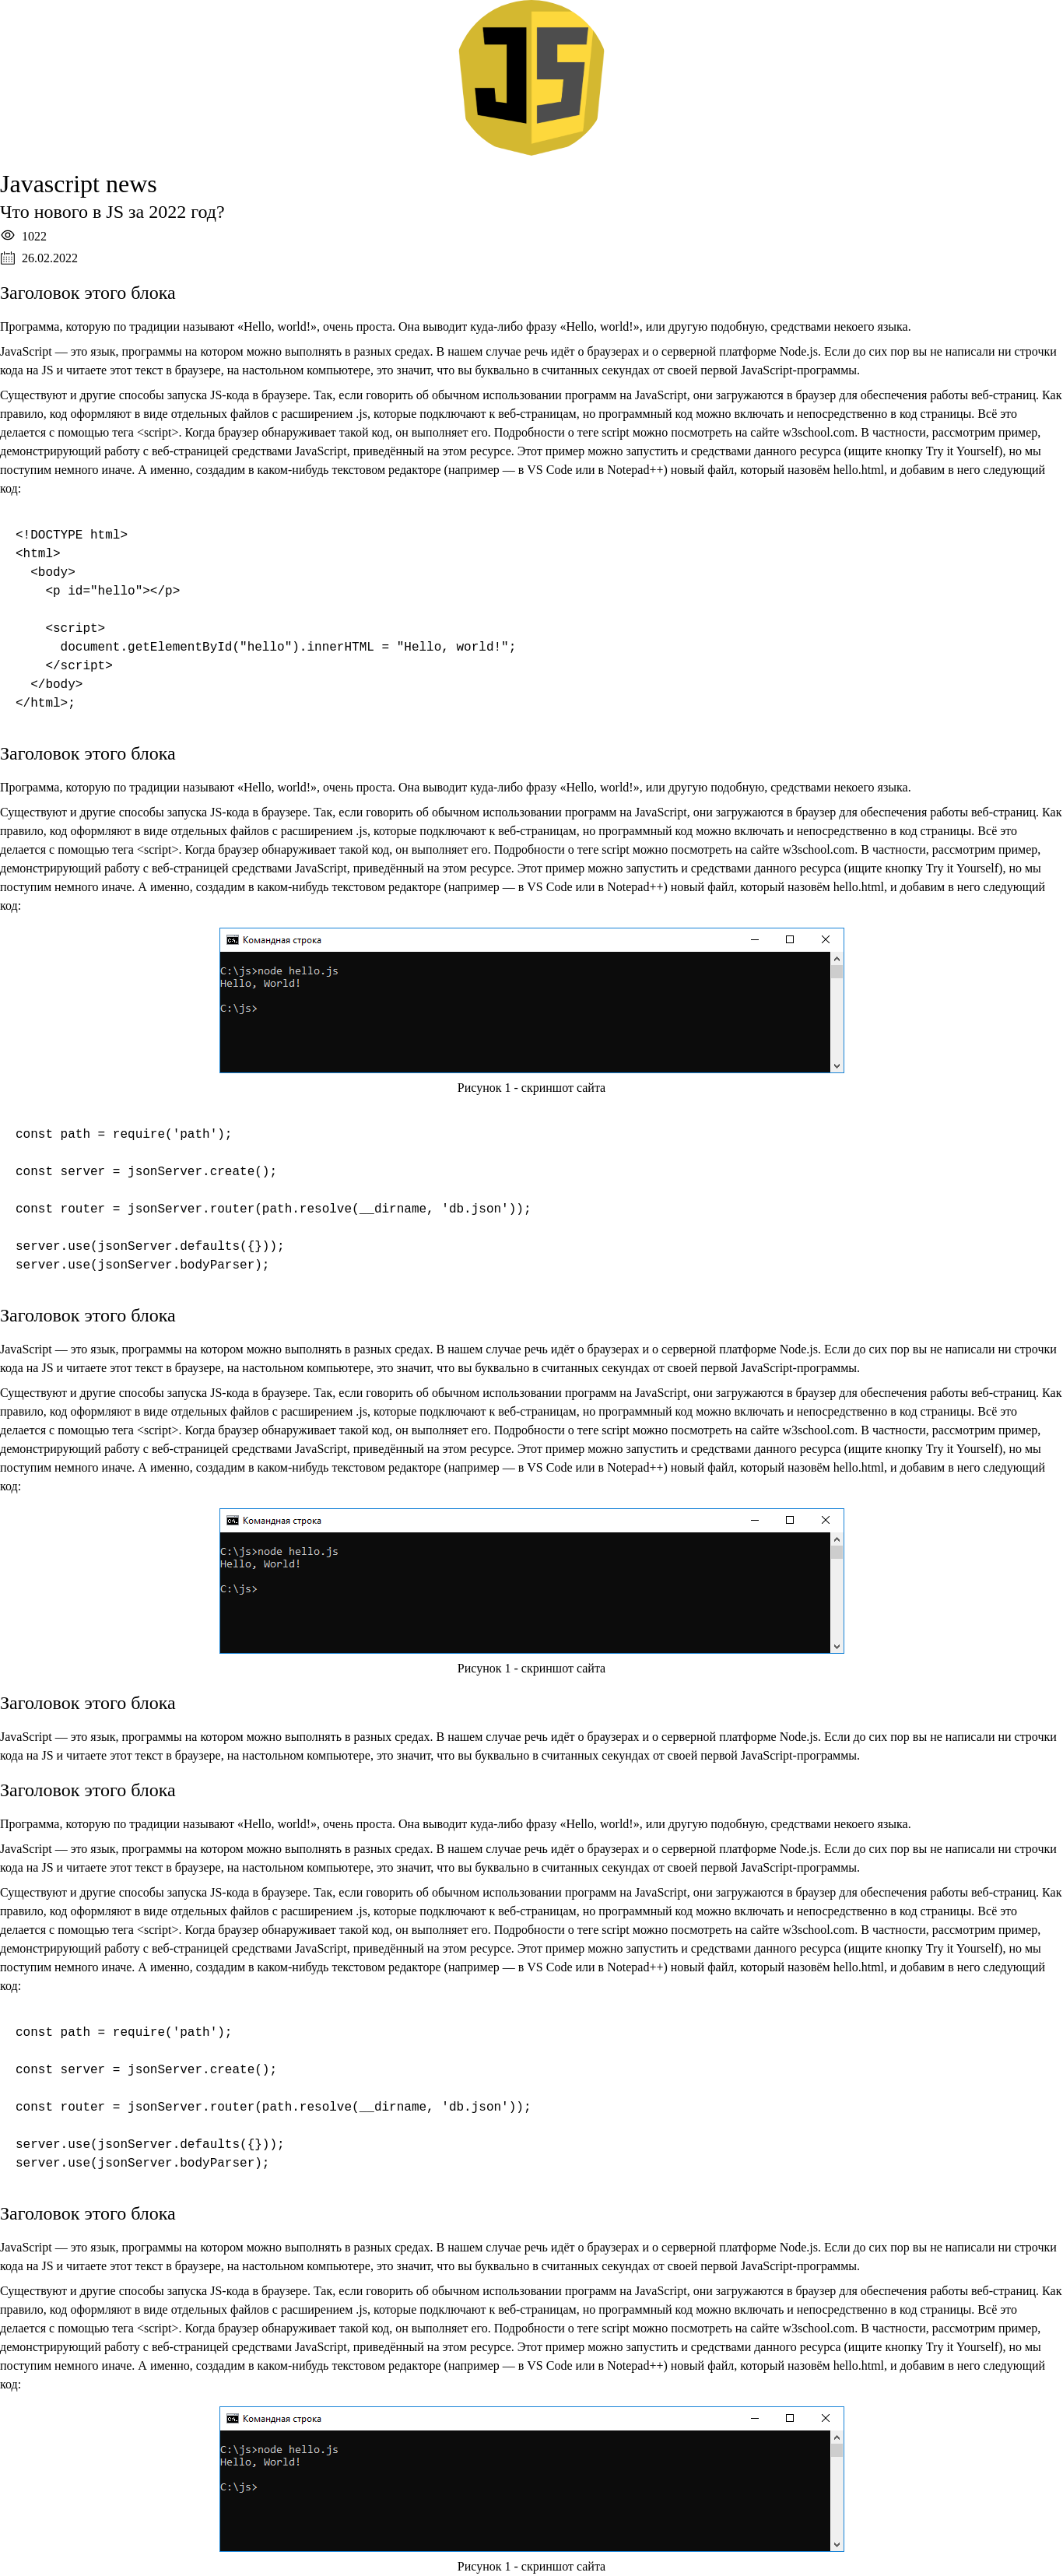 JS
Javascript news
Что нового в JS за 2022 год?
1022
26.02.2022
Заголовок этого блока
Программа, которую по традиции называют «Hello, world!», очень проста. Она выводит куда-либо фразу «Hello, world!», или другую подобную, средствами некоего языка.
JavaScript — это язык, программы на котором можно выполнять в разных средах. В нашем случае речь идёт о браузерах и о серверной платформе Node.js. Если до сих пор вы не написали ни строчки
кода на JS и читаете этот текст в браузере, на настольном компьютере, это значит, что вы буквально в считанных секундах от своей первой JavaScript-программы.
Существуют и другие способы запуска JS-кода в браузере. Так, если говорить об обычном использовании программ на JavaScript, они загружаются в браузер для обеспечения работы веб-страниц. Как
правило, код оформляют в виде отдельных файлов с расширением .js, которые подключают к веб-страницам, но программный код можно включать и непосредственно в код страницы. Всё это
делается с помощью тега <script>. Когда браузер обнаруживает такой код, он выполняет его. Подробности о теге script можно посмотреть на сайте w3school.com. В частности, рассмотрим пример,
демонстрирующий работу с веб-страницей средствами JavaScript, приведённый на этом ресурсе. Этот пример можно запустить и средствами данного ресурса (ищите кнопку Try it Yourself), но мы
поступим немного иначе. А именно, создадим в каком-нибудь текстовом редакторе (например — в VS Code или в Notepad++) новый файл, который назовём hello.html, и добавим в него следующий
код:
<!DOCTYPE html>
<html>
<body>
<p id="hello"></p>
<script>
document.getElementById("hello").innerHTML = "Hello, world!";
</script>
</body>
</html>;
Заголовок этого блока
Программа, которую по традиции называют «Hello, world!», очень проста. Она выводит куда-либо фразу «Hello, world!», или другую подобную, средствами некоего языка.
Существуют и другие способы запуска JS-кода в браузере. Так, если говорить об обычном использовании программ на JavaScript, они загружаются в браузер для обеспечения работы веб-страниц. Как
правило, код оформляют в виде отдельных файлов с расширением .js, которые подключают к веб-страницам, но программный код можно включать и непосредственно в код страницы. Всё это
делается с помощью тега <script>. Когда браузер обнаруживает такой код, он выполняет его. Подробности о теге script можно посмотреть на сайте w3school.com. В частности, рассмотрим пример,
демонстрирующий работу с веб-страницей средствами JavaScript, приведённый на этом ресурсе. Этот пример можно запустить и средствами данного ресурса (ищите кнопку Try it Yourself), но мы
поступим немного иначе. А именно, создадим в каком-нибудь текстовом редакторе (например — в VS Code или в Notepad++) новый файл, который назовём hello.html, и добавим в него следующий
код:
Командная строка
C:\js>node hello.js
Hello, World!
C:\js>
Рисунок 1 - скриншот сайта
const path = require('path');
const server = jsonServer.create();
const router = jsonServer.router(path.resolve(__dirname, 'db.json'));
server.use(jsonServer.defaults({}));
server.use(jsonServer.bodyParser);
Заголовок этого блока
JavaScript — это язык, программы на котором можно выполнять в разных средах. В нашем случае речь идёт о браузерах и о серверной платформе Node.js. Если до сих пор вы не написали ни строчки
кода на JS и читаете этот текст в браузере, на настольном компьютере, это значит, что вы буквально в считанных секундах от своей первой JavaScript-программы.
Существуют и другие способы запуска JS-кода в браузере. Так, если говорить об обычном использовании программ на JavaScript, они загружаются в браузер для обеспечения работы веб-страниц. Как
правило, код оформляют в виде отдельных файлов с расширением .js, которые подключают к веб-страницам, но программный код можно включать и непосредственно в код страницы. Всё это
делается с помощью тега <script>. Когда браузер обнаруживает такой код, он выполняет его. Подробности о теге script можно посмотреть на сайте w3school.com. В частности, рассмотрим пример,
демонстрирующий работу с веб-страницей средствами JavaScript, приведённый на этом ресурсе. Этот пример можно запустить и средствами данного ресурса (ищите кнопку Try it Yourself), но мы
поступим немного иначе. А именно, создадим в каком-нибудь текстовом редакторе (например — в VS Code или в Notepad++) новый файл, который назовём hello.html, и добавим в него следующий
код:
Командная строка
C:\js>node hello.js
Hello, World!
C:\js>
Рисунок 1 - скриншот сайта
Заголовок этого блока
JavaScript — это язык, программы на котором можно выполнять в разных средах. В нашем случае речь идёт о браузерах и о серверной платформе Node.js. Если до сих пор вы не написали ни строчки
кода на JS и читаете этот текст в браузере, на настольном компьютере, это значит, что вы буквально в считанных секундах от своей первой JavaScript-программы.
Заголовок этого блока
Программа, которую по традиции называют «Hello, world!», очень проста. Она выводит куда-либо фразу «Hello, world!», или другую подобную, средствами некоего языка.
JavaScript — это язык, программы на котором можно выполнять в разных средах. В нашем случае речь идёт о браузерах и о серверной платформе Node.js. Если до сих пор вы не написали ни строчки
кода на JS и читаете этот текст в браузере, на настольном компьютере, это значит, что вы буквально в считанных секундах от своей первой JavaScript-программы.
Существуют и другие способы запуска JS-кода в браузере. Так, если говорить об обычном использовании программ на JavaScript, они загружаются в браузер для обеспечения работы веб-страниц. Как
правило, код оформляют в виде отдельных файлов с расширением .js, которые подключают к веб-страницам, но программный код можно включать и непосредственно в код страницы. Всё это
делается с помощью тега <script>. Когда браузер обнаруживает такой код, он выполняет его. Подробности о теге script можно посмотреть на сайте w3school.com. В частности, рассмотрим пример,
демонстрирующий работу с веб-страницей средствами JavaScript, приведённый на этом ресурсе. Этот пример можно запустить и средствами данного ресурса (ищите кнопку Try it Yourself), но мы
поступим немного иначе. А именно, создадим в каком-нибудь текстовом редакторе (например — в VS Code или в Notepad++) новый файл, который назовём hello.html, и добавим в него следующий
код:
const path = require('path');
const server = jsonServer.create();
const router = jsonServer.router(path.resolve(__dirname, 'db.json'));
server.use(jsonServer.defaults({}));
server.use(jsonServer.bodyParser);
Заголовок этого блока
JavaScript — это язык, программы на котором можно выполнять в разных средах. В нашем случае речь идёт о браузерах и о серверной платформе Node.js. Если до сих пор вы не написали ни строчки
кода на JS и читаете этот текст в браузере, на настольном компьютере, это значит, что вы буквально в считанных секундах от своей первой JavaScript-программы.
Существуют и другие способы запуска JS-кода в браузере. Так, если говорить об обычном использовании программ на JavaScript, они загружаются в браузер для обеспечения работы веб-страниц. Как
правило, код оформляют в виде отдельных файлов с расширением .js, которые подключают к веб-страницам, но программный код можно включать и непосредственно в код страницы. Всё это
делается с помощью тега <script>. Когда браузер обнаруживает такой код, он выполняет его. Подробности о теге script можно посмотреть на сайте w3school.com. В частности, рассмотрим пример,
демонстрирующий работу с веб-страницей средствами JavaScript, приведённый на этом ресурсе. Этот пример можно запустить и средствами данного ресурса (ищите кнопку Try it Yourself), но мы
поступим немного иначе. А именно, создадим в каком-нибудь текстовом редакторе (например — в VS Code или в Notepad++) новый файл, который назовём hello.html, и добавим в него следующий
код:
Командная строка
C:\js>node hello.js
Hello, World!
C:\js>
Рисунок 1 - скриншот сайта